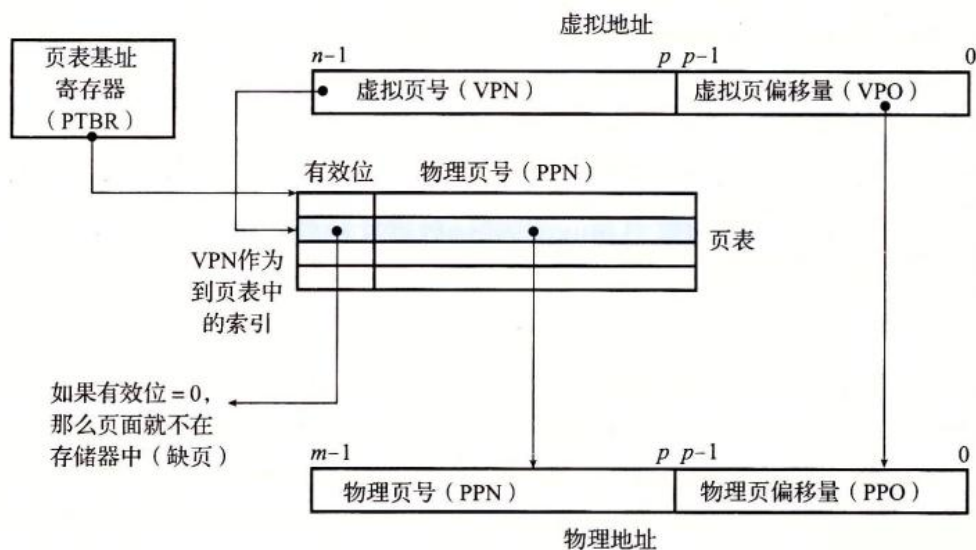 虚拟地址
页表基址
寄存器
（PTBR）
n–1
p
p–1
0
虚拟页号（VPN）
虚拟页偏移量（VPO）
有效位
物理页号（PPN）
页表
VPN作为
到页表中
的索引
如果有效位=0，
那么页面就不在
存储器中（缺页）
m–1
p
p–1
0
物理页号（PPN）
物理页偏移量（PPO）
物理地址